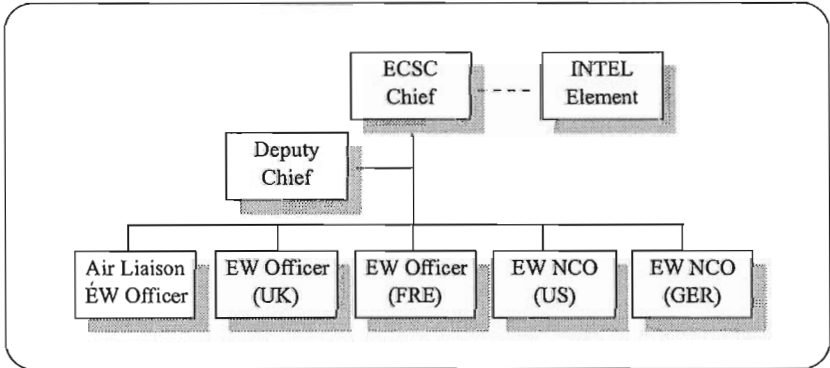 ECSC
Chief
INTEL
Element
Deputy
Chief
Air Liaison
ÉW Officer
EW Officer
(UK)
EW Officer
(FRE)
EW NCO
(US)
EW NCO
(GER)